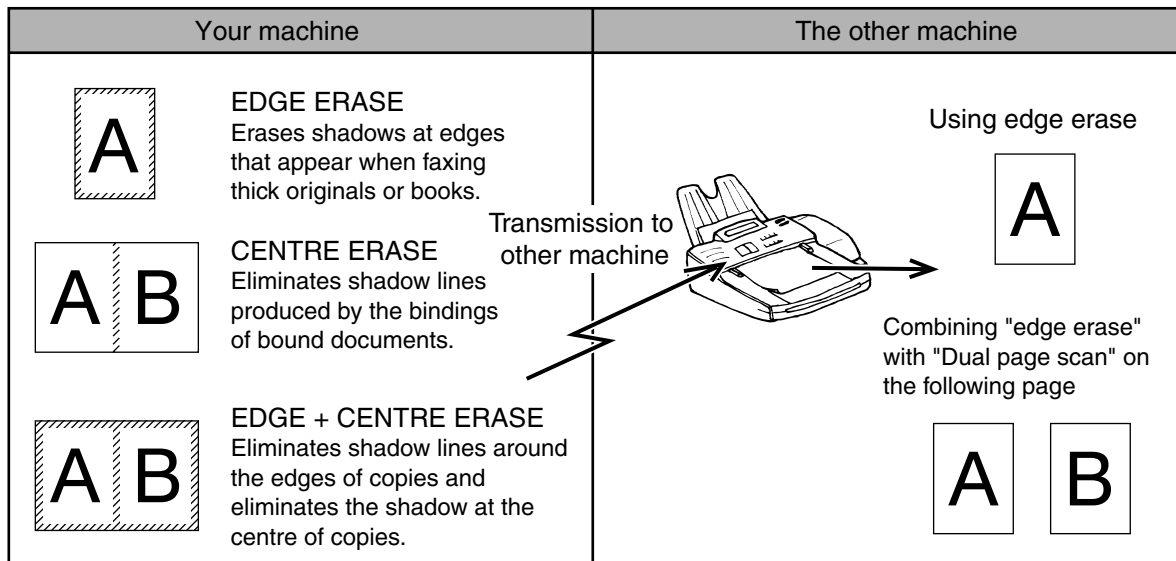 Your machine
The other machine
A
EDGE ERASE
Erases shadows at edges
that appear when faxing
thick originals or books.
A B
CENTRE ERASE
Eliminates shadow lines
produced by the bindings
of bound documents.
A B
EDGE + CENTRE ERASE
Eliminates shadow lines around
the edges of copies and
eliminates the shadow at the
centre of copies.
Transmission to
other machine
Using edge erase
A
Combining "edge erase"
with "Dual page scan" on
the following page
A B